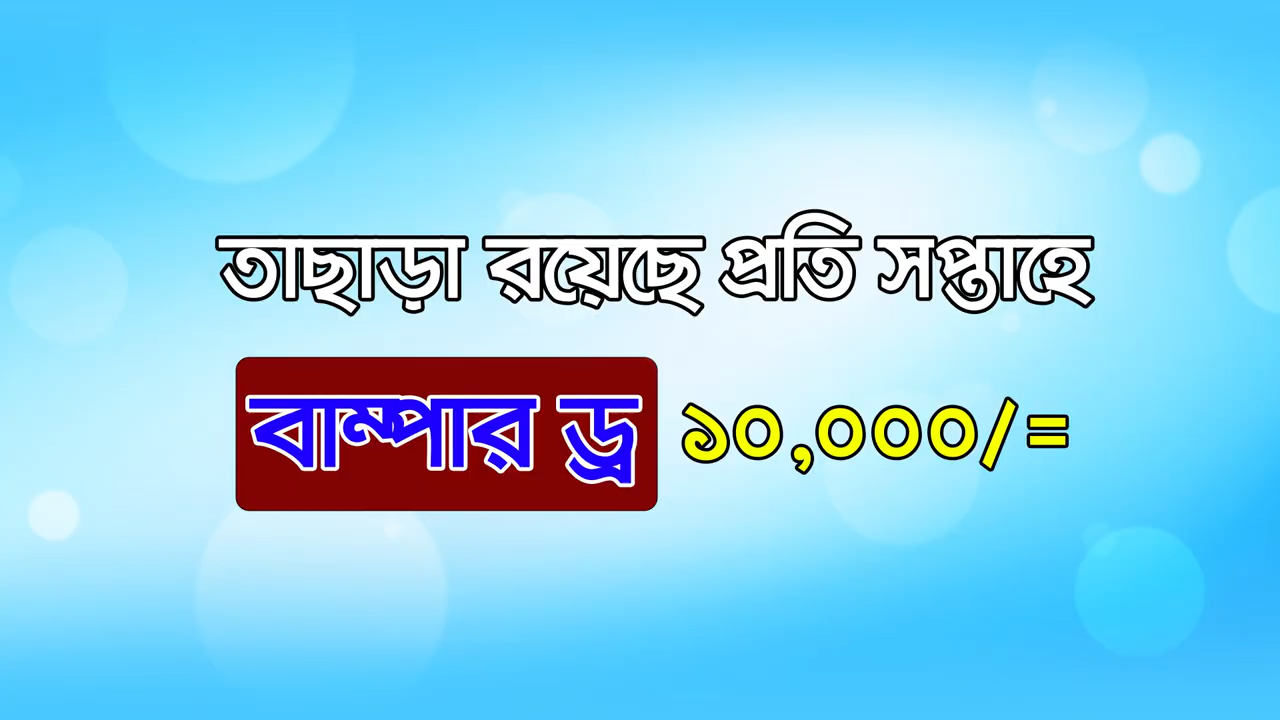 তাছাড়া রয়েছে প্রতি সপ্তাহে
বাম্পার ড্র ১০,০০০/=